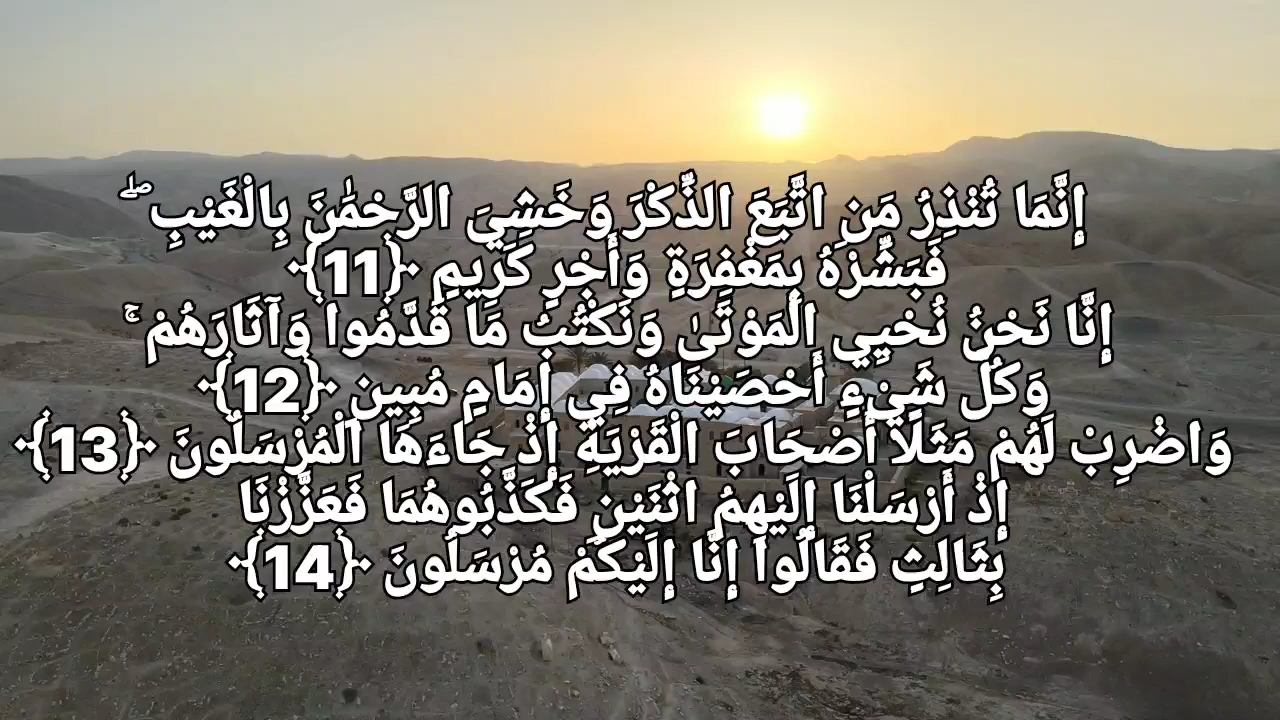 إِنَّمَا تُنْذِرُ مَنِ اتَّبَعَ الذِّكْرَ وَخَشِيَ الرَّحْمَٰنَ بِالْغَيْبِ ۖ
فَبَشِّرْهُ بِمَغْفِرَةٍ وَأَجْرٍ كَرِيمٍ ﴿11﴾
إِنَّا نَحْنُ نُحْيِي الْمَوْتَىٰ وَنَكْتُبُ مَا قَدَّمُوا وَآثَارَهُمْ ۚ
وَكُلَّ شَيْءٍ أَحْصَيْنَاهُ فِي إِمَامٍ مُبِينٍ ﴿12﴾
وَاضْرِبْ لَهُمْ مَثَلًا أَصْحَابَ الْقَرْيَةِ إِذْ جَاءَهَا الْمُرْسَلُونَ ﴿13﴾
إِذْ أَرْسَلْنَا إِلَيْهِمُ اثْنَيْنِ فَكَذَّبُوهُمَا فَعَزَّزْنَا
بِثَالِثٍ فَقَالُوا إِنَّا إِلَيْكُمْ مُرْسَلُونَ ﴿14﴾